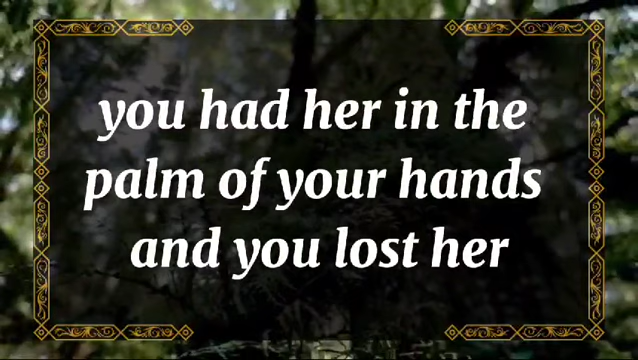 you had her in the
palm of your hands
and you lost her